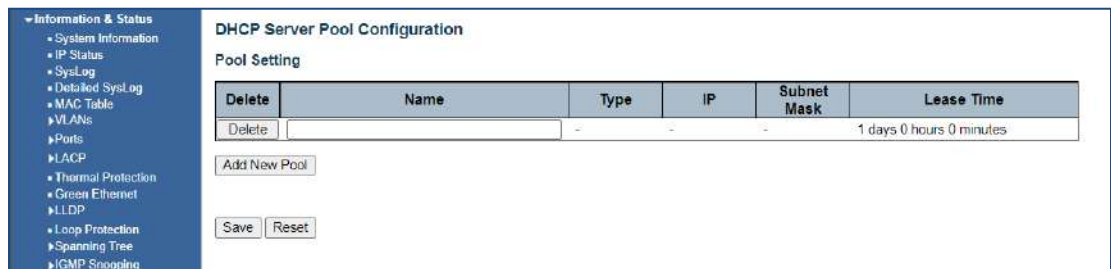 Information & Status
System Information
IP Status
SysLog
Detailed SysLog
MAC Table
VLANs
Ports
LACP
Thermal Protection
Green Ethernet
LLDP
Loop Protection
Spanning Tree
IGMP Snooping
DHCP Server Pool Configuration
Pool Setting
Delete Name Type IP Subnet Mask Lease Time
Delete - - - 1 days 0 hours 0 minutes
Add New Pool
Save Reset